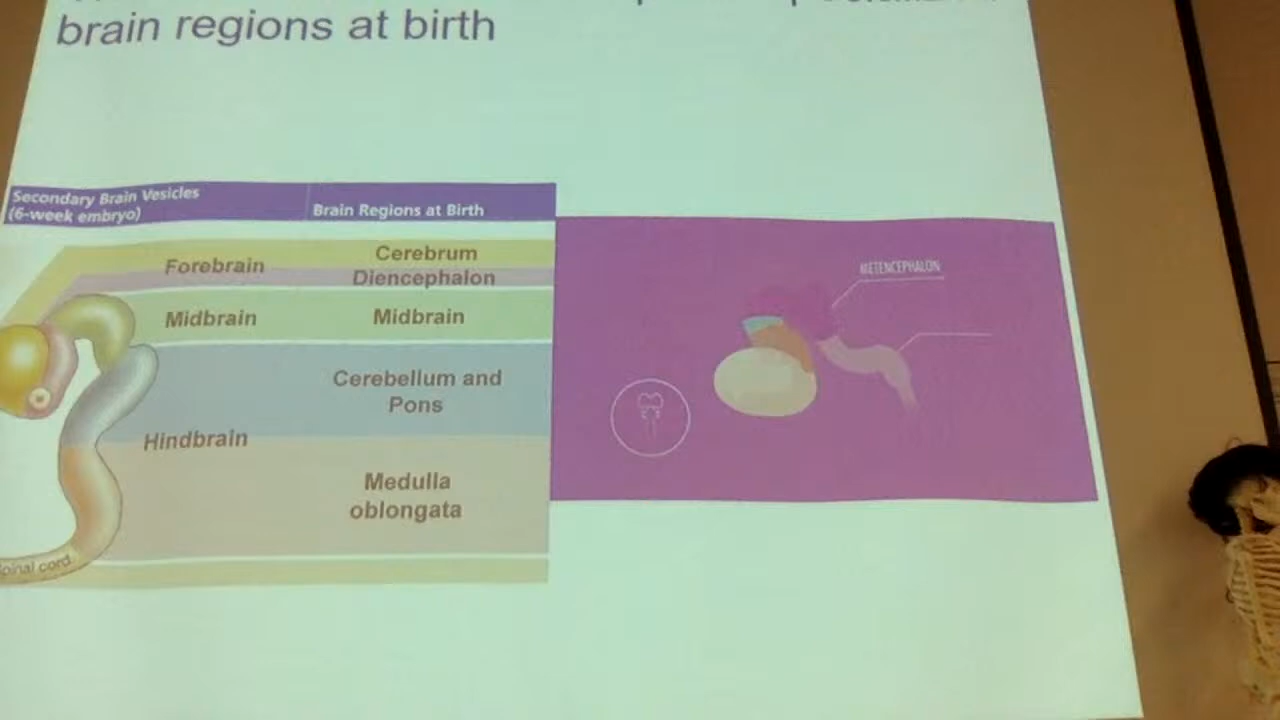 brain regions at birth
Secondary Brain Vesicles
(6-week embryo)
Brain Regions at Birth
Forebrain
Cerebrum
Diencephalon
Midbrain
Midbrain
Cerebellum and
Pons
Hindbrain
Medulla
oblongata
cord
METENCEPHALON